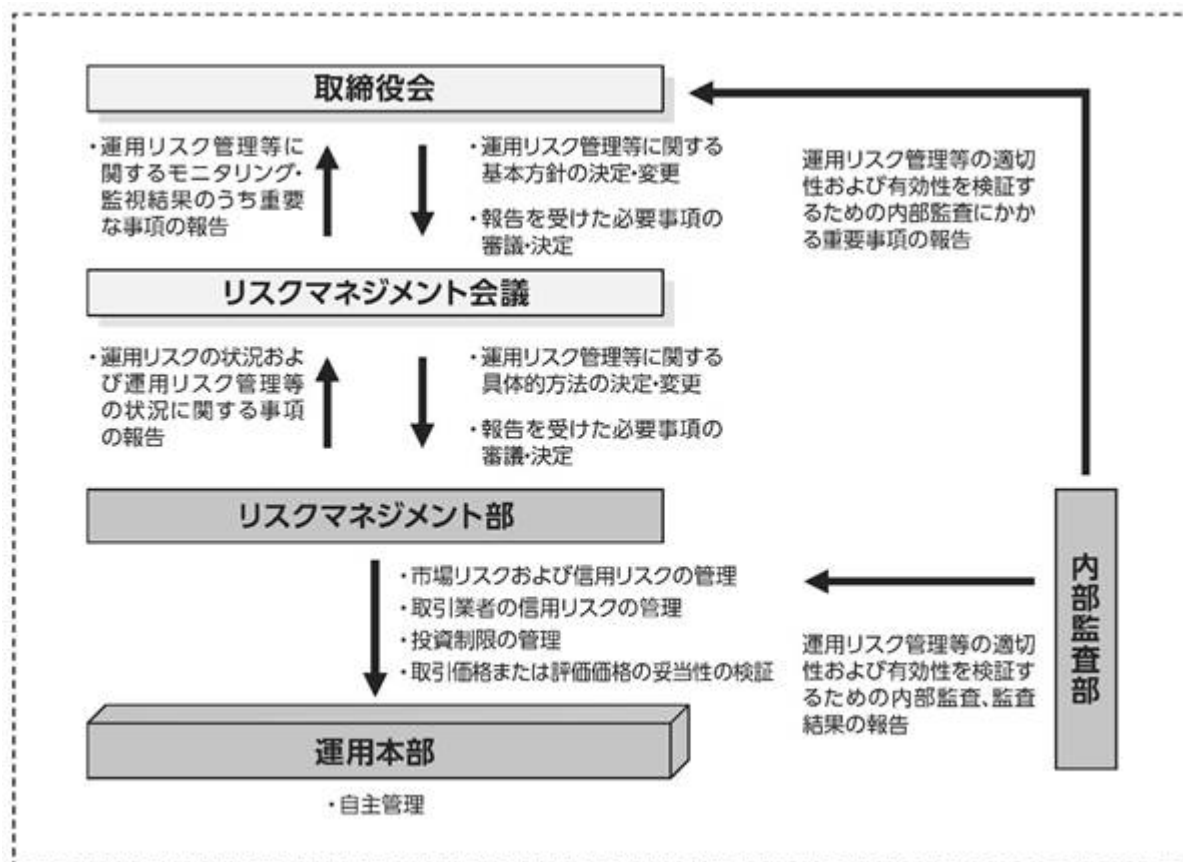 取締役会
・運用リスク管理等に
関するモニタリング・
監視結果のうち重要
な事項の報告
・運用リスク管理等に関する
基本方針の決定・変更
・報告を受けた必要事項の
審議・決定
運用リスク管理等の適切
性および有効性を検証す
るための内部監査にかか
る重要事項の報告
リスクマネジメント会議
・運用リスクの状況およ
び運用リスク管理等
の状況に関する事項
の報告
・運用リスク管理等に関する
具体的方法の決定・変更
・報告を受けた必要事項の
審議・決定
リスクマネジメント部
・市場リスクおよび信用リスクの管理
・取引業者の信用リスクの管理
・投資制限の管理
・取引価格または評価価格の妥当性の検証
運用リスク管理等の適切
性および有効性を検証す
るための内部監査、監査
結果の報告
内部監査部
運用本部
・自主管理